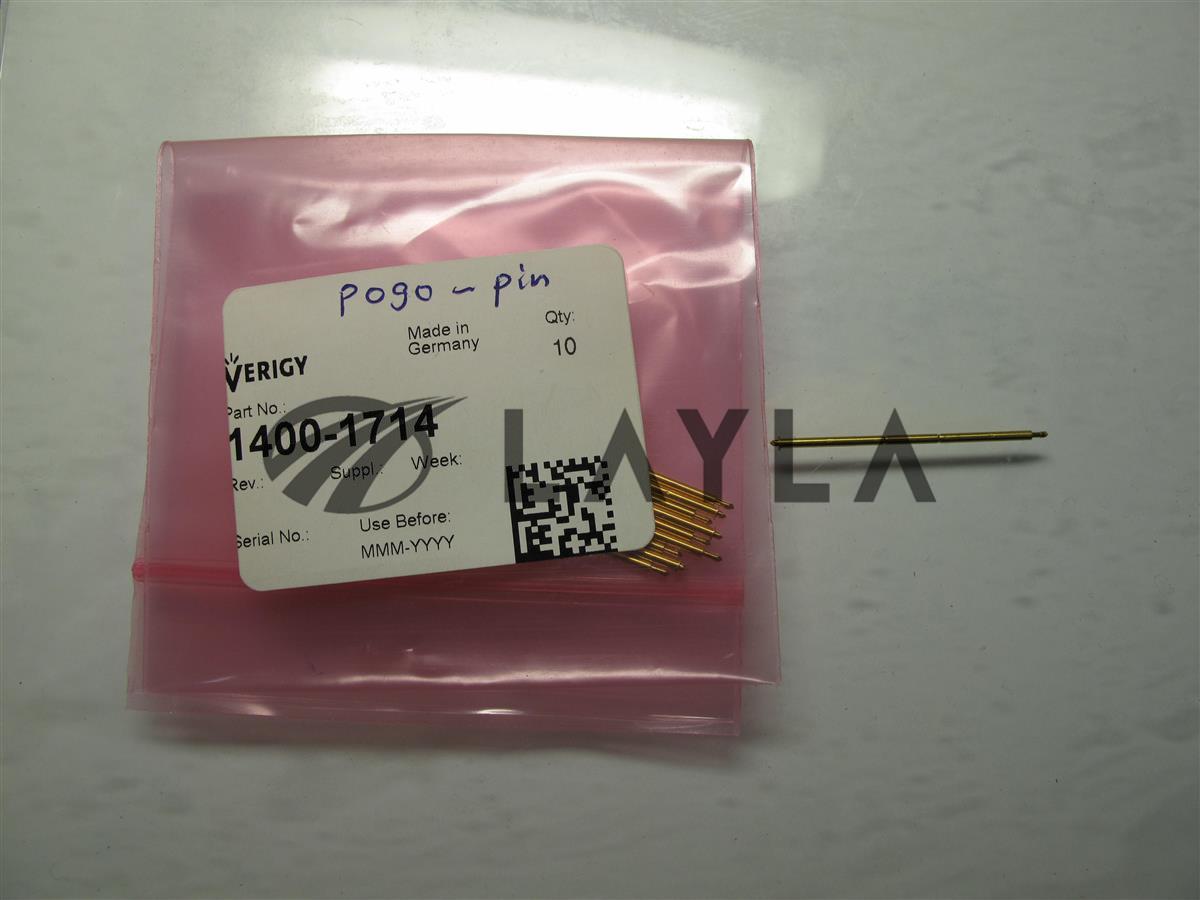 pogo - pin
Made in
Germany
Qty:
10
VERIGY
Part No.:
1400-1714
Rev.:
Suppl.:
Week:
Serial No.:
Use Before:
MMM-YYYY
LAYLA